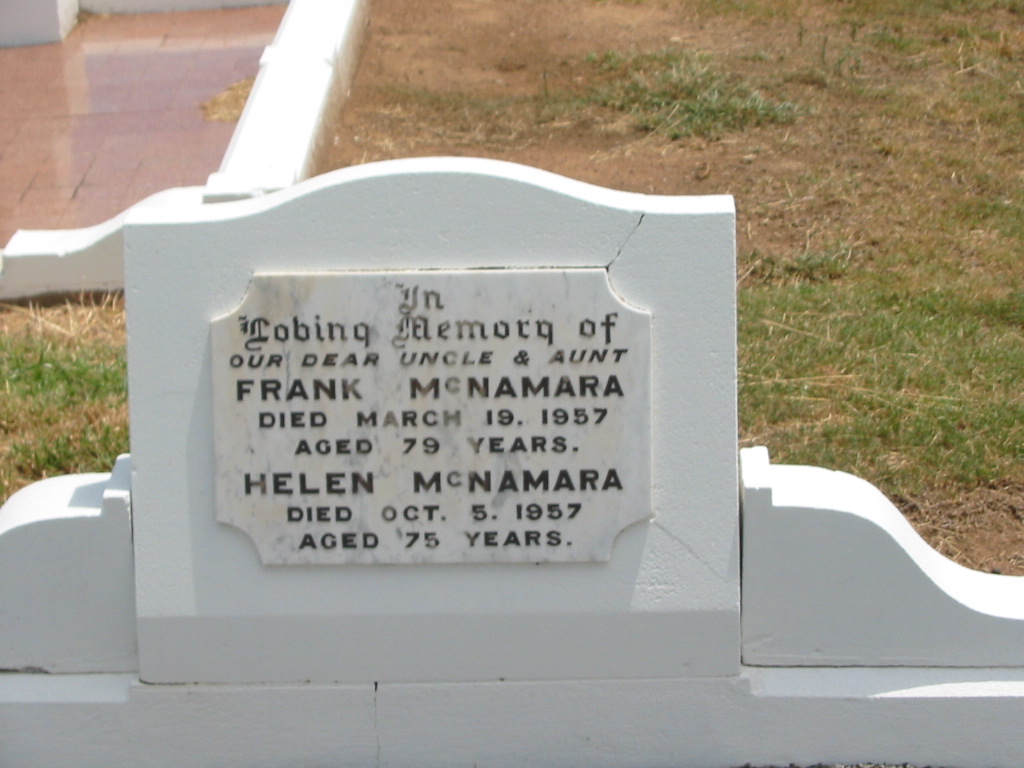 In
Loving Memory of
OUR DEAR UNCLE & AUNT
FRANK McNAMARA
DIED MARCH 19. 1957
AGED 79 YEARS.
HELEN McNAMARA
DIED OCT. 5. 1957
AGED 75 YEARS.